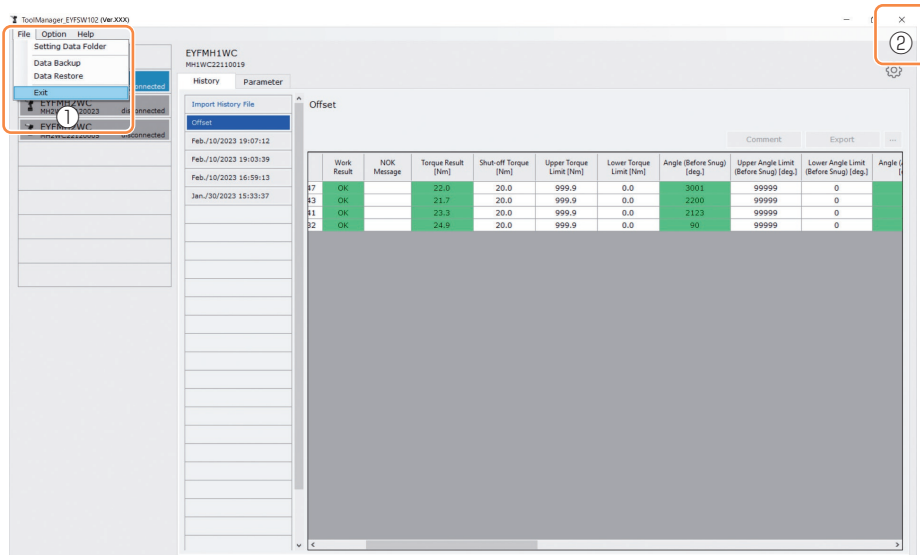 ToolManager_EYFSW102 (Ver.XXX)
File Option Help
Setting Data Folder
Data Backup
Data Restore
Exit
①
②
connected
EYFMH2WC
MH2W 20023 disconnected
EYFMH2WC
MH2WC22120005 disconnected
EYFMH1WC
MH1WC22110019
History Parameter
Import History File
Offset
Feb./10/2023 19:07:12
Feb./10/2023 19:03:39
Feb./10/2023 16:59:13
Jan./30/2023 15:33:37
Offset
Comment Export ...
Work Result NOK Message Torque Result [Nm] Shut-off Torque [Nm] Upper Torque Limit [Nm] Lower Torque Limit [Nm] Angle (Before Snug) [deg.] Upper Angle Limit (Before Snug) [deg.] Lower Angle Limit (Before Snug) [deg.] Angle (
47 OK 22.0 20.0 999.9 0.0 3001 99999 0
43 OK 21.7 20.0 999.9 0.0 2200 99999 0
41 OK 23.3 20.0 999.9 0.0 2123 99999 0
32 OK 24.9 20.0 999.9 0.0 90 99999 0